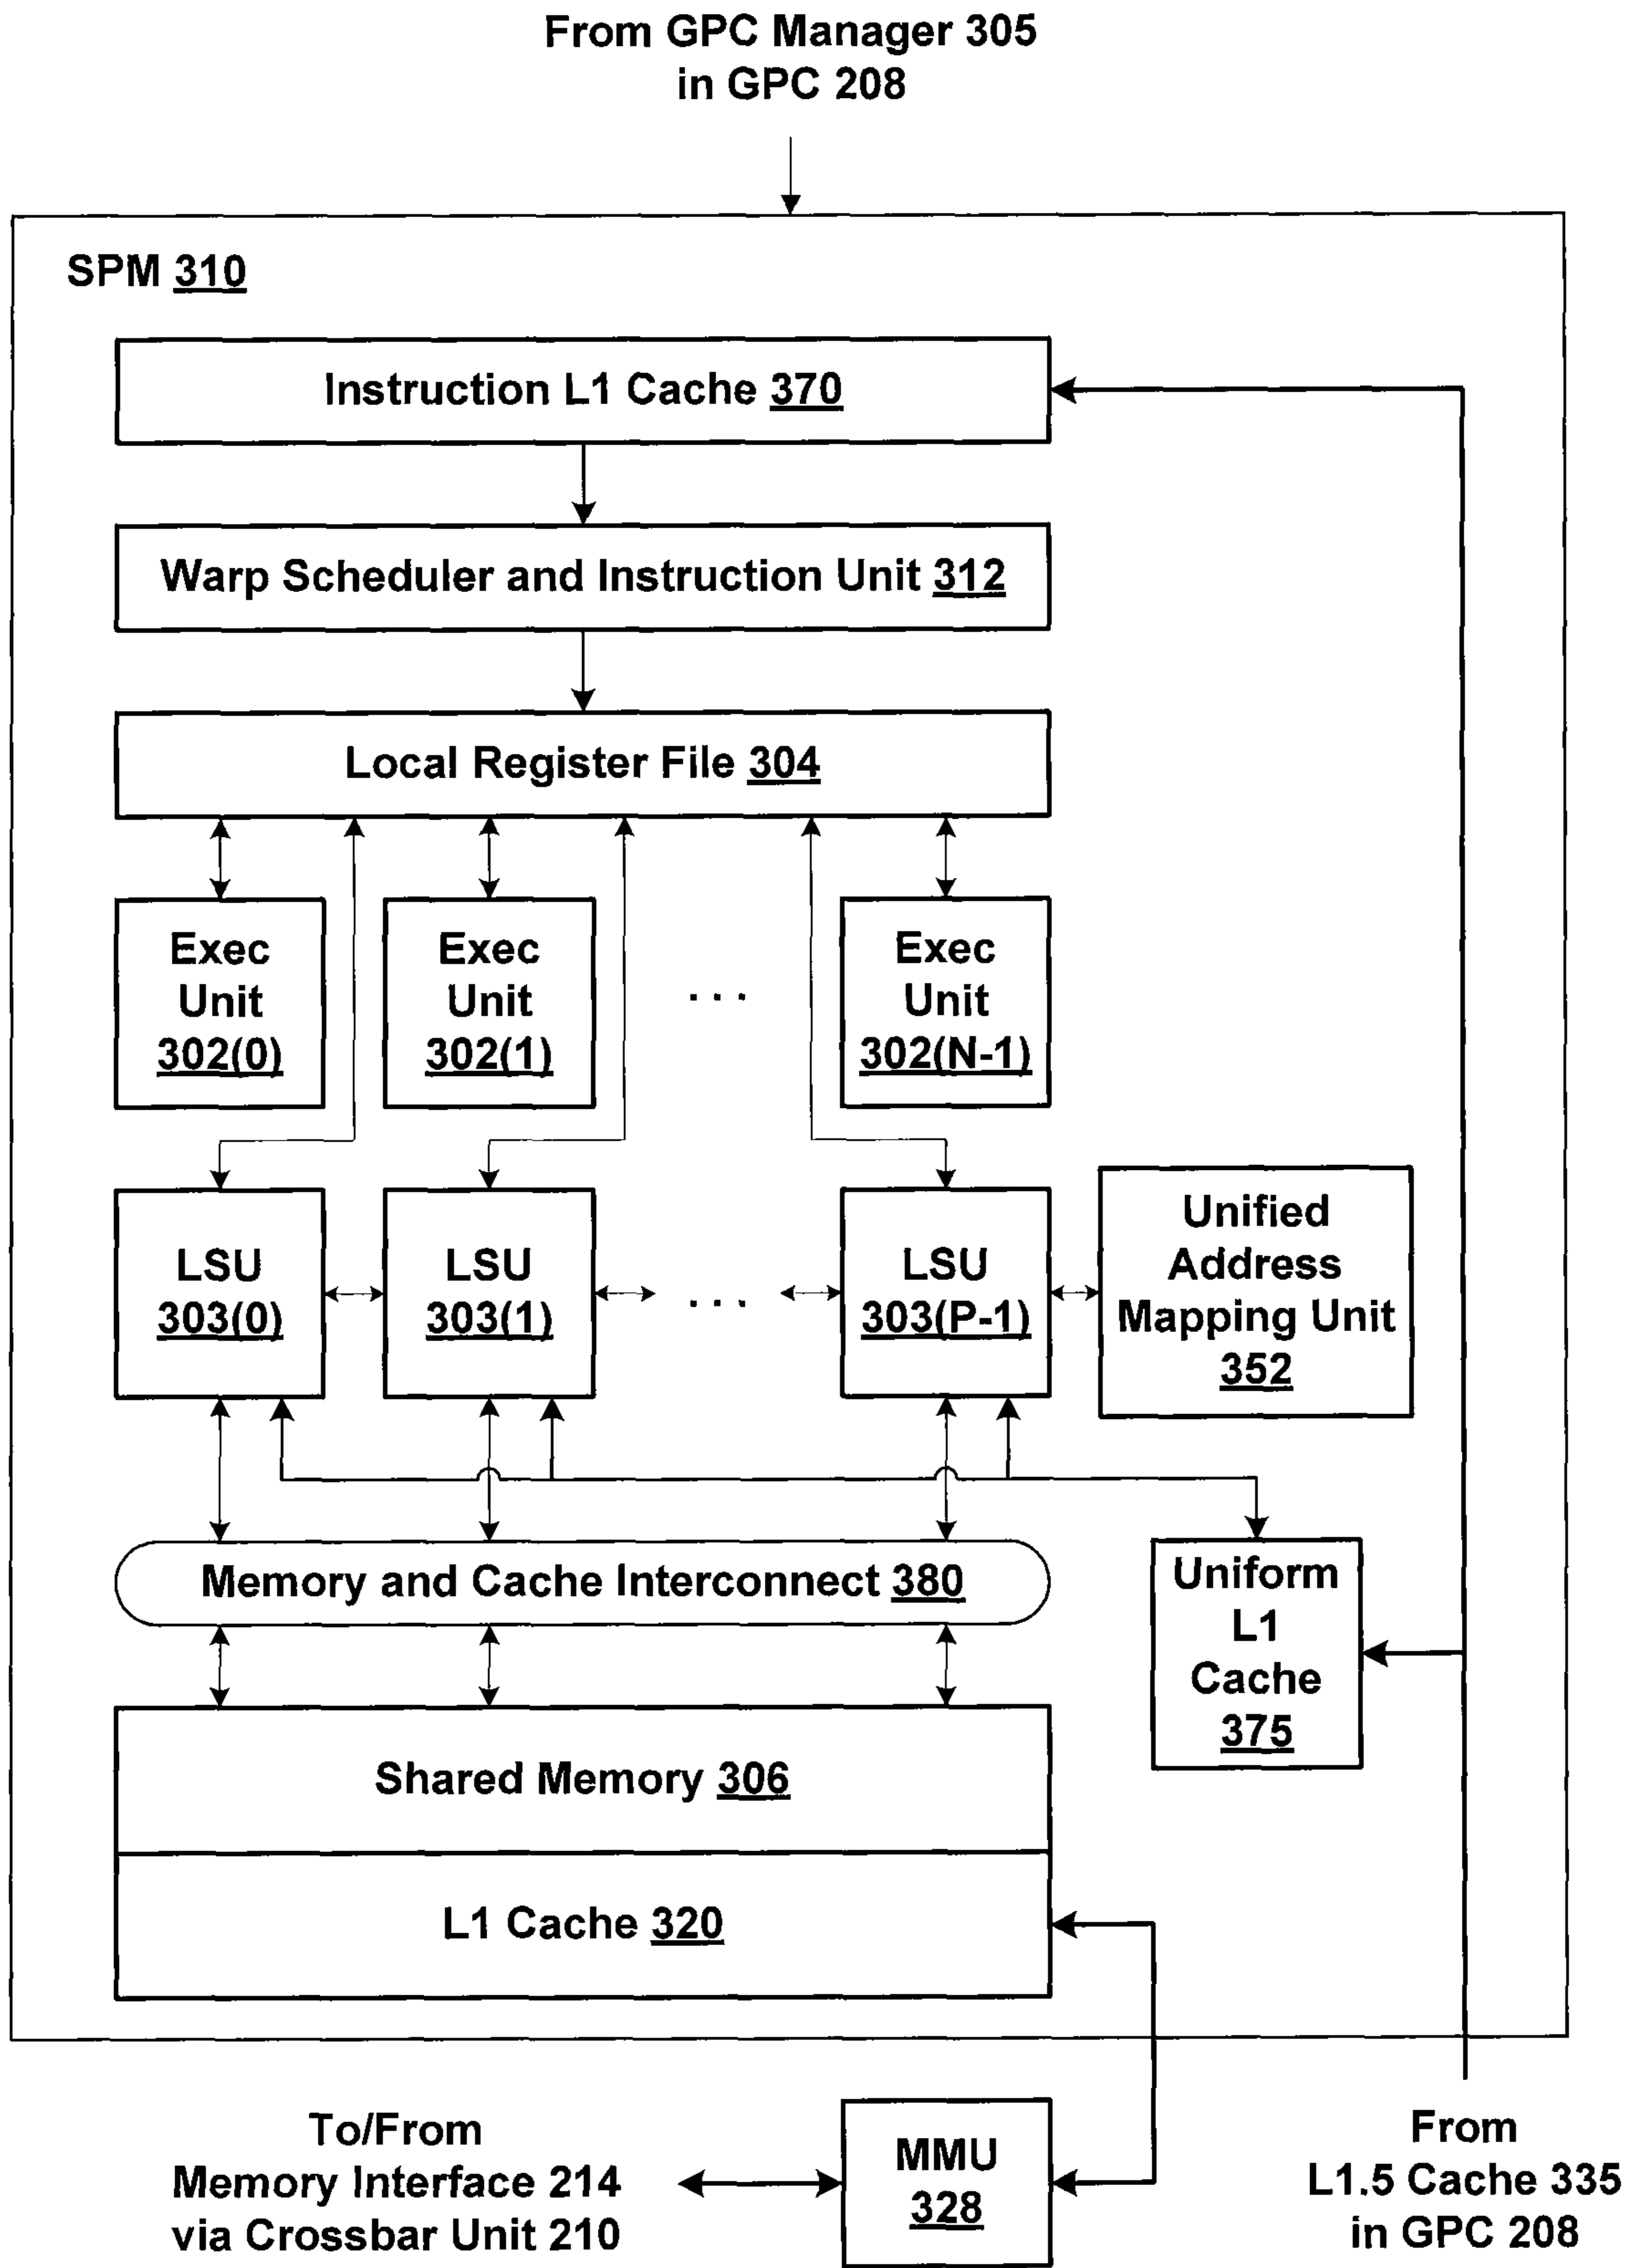 From GPC Manager 305
in GPC 208
SPM 310
Instruction L1 Cache 370
Warp Scheduler and Instruction Unit 312
Local Register File 304
Exec
Unit
302(0)
Exec
Unit
302(1)
. . .
Exec
Unit
302(N-1)
LSU
303(0)
LSU
303(1)
. . .
LSU
303(P-1)
Unified
Address
Mapping Unit
352
Memory and Cache Interconnect 380
Uniform
L1
Cache
375
Shared Memory 306
L1 Cache 320
To/From
Memory Interface 214
via Crossbar Unit 210
MMU
328
From
L1.5 Cache 335
in GPC 208